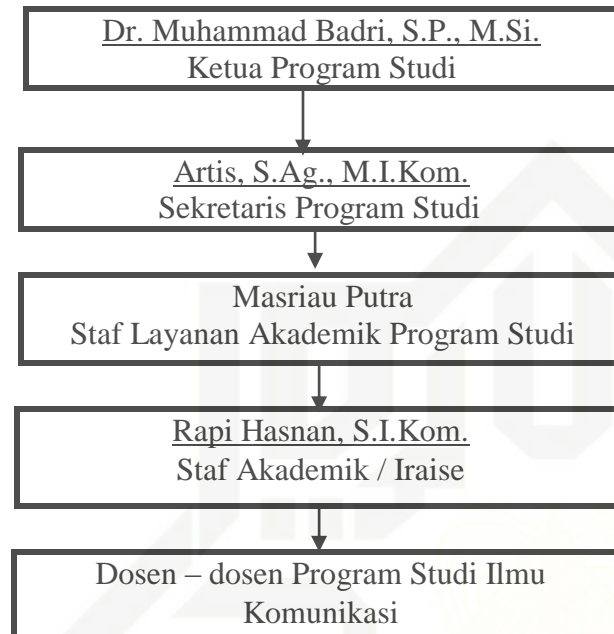 Dr. Muhammad Badri, S.P., M.Si.
Ketua Program Studi
Artis, S.Ag., M.I.Kom.
Sekretaris Program Studi
Masriau Putra
Staf Layanan Akademik Program Studi
Rapi Hasnan, S.I.Kom.
Staf Akademik / Iraise
Dosen – dosen Program Studi Ilmu
Komunikasi